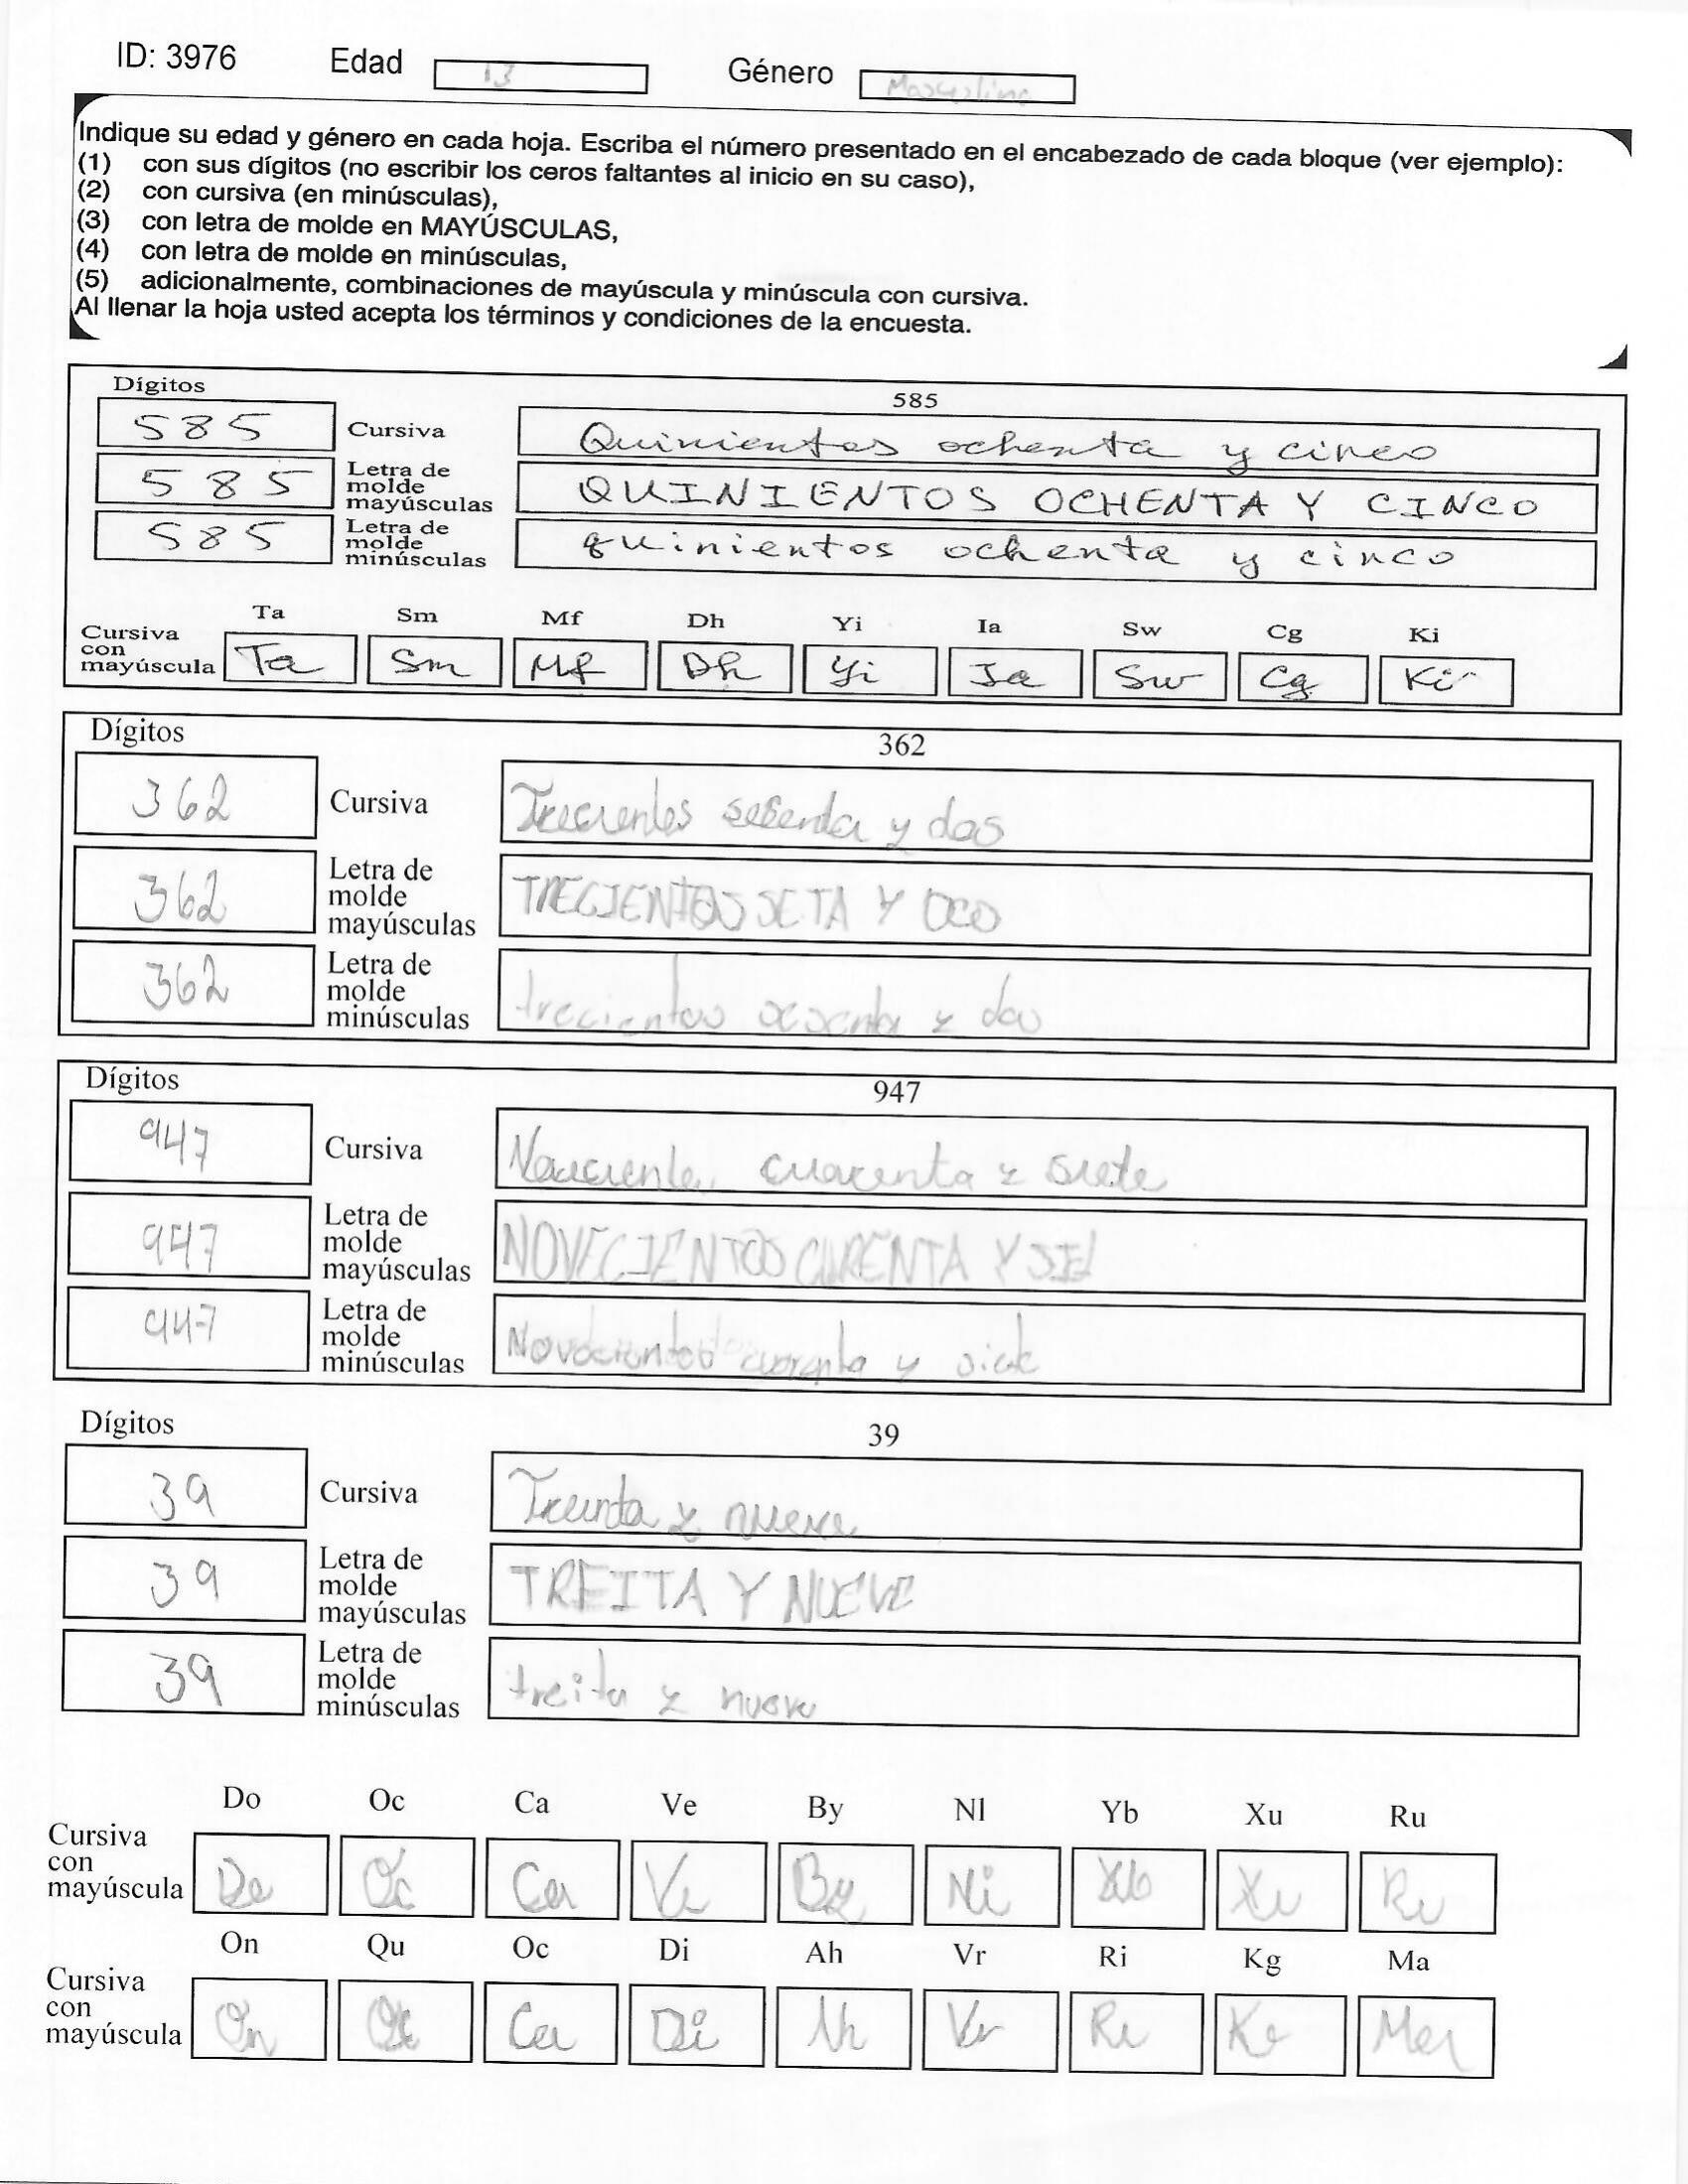 ID: 3976 Edad 13 Género Masculino
Indique su edad y género en cada hoja. Escriba el número presentado en el encabezado de cada bloque (ver ejemplo):
(1) con sus dígitos (no escribir los ceros faltantes al inicio en su caso),
(2) con cursiva (en minúsculas),
(3) con letra de molde en MAYÚSCULAS,
(4) con letra de molde en minúsculas,
(5) adicionalmente, combinaciones de mayúscula y minúscula con cursiva.
Al llenar la hoja usted acepta los términos y condiciones de la encuesta.
Dígitos 585
585 Cursiva Quinientos ochenta y cinco
585 Letra de molde mayúsculas QUINIENTOS OCHENTA Y CINCO
585 Letra de molde minúsculas quinientos ochenta y cinco
Ta Sm Mf Dh Yi Ia Sw Cg Ki
Cursiva con mayúscula Ta Sm Mf Dh Yi Ia Sw Cg Ki
Dígitos 362
362 Cursiva Trecientos y dos
362 Letra de molde mayúsculas TRECIENTOS SETA Y
362 Letra de molde minúsculas trecientos sesenta y dos
Dígitos 947
947 Cursiva cuarenta y siete
947 Letra de molde mayúsculas NOVECIENTOS CURENTA Y
947 Letra de molde minúsculas y siete
Dígitos 39
39 Cursiva Treinta y nueve
39 Letra de molde mayúsculas TREITA Y NUEVE
39 Letra de molde minúsculas treita y nueve
Do Oc Ca Ve By Nl Yb Xu Ru
Cursiva con mayúscula Do Oc Ca Ve By Ni Yb Xu Ru
On Qu Oc Di Ah Vr Ri Kg Ma
Cursiva con mayúscula On Ca Di Ah Vr Ri Ma